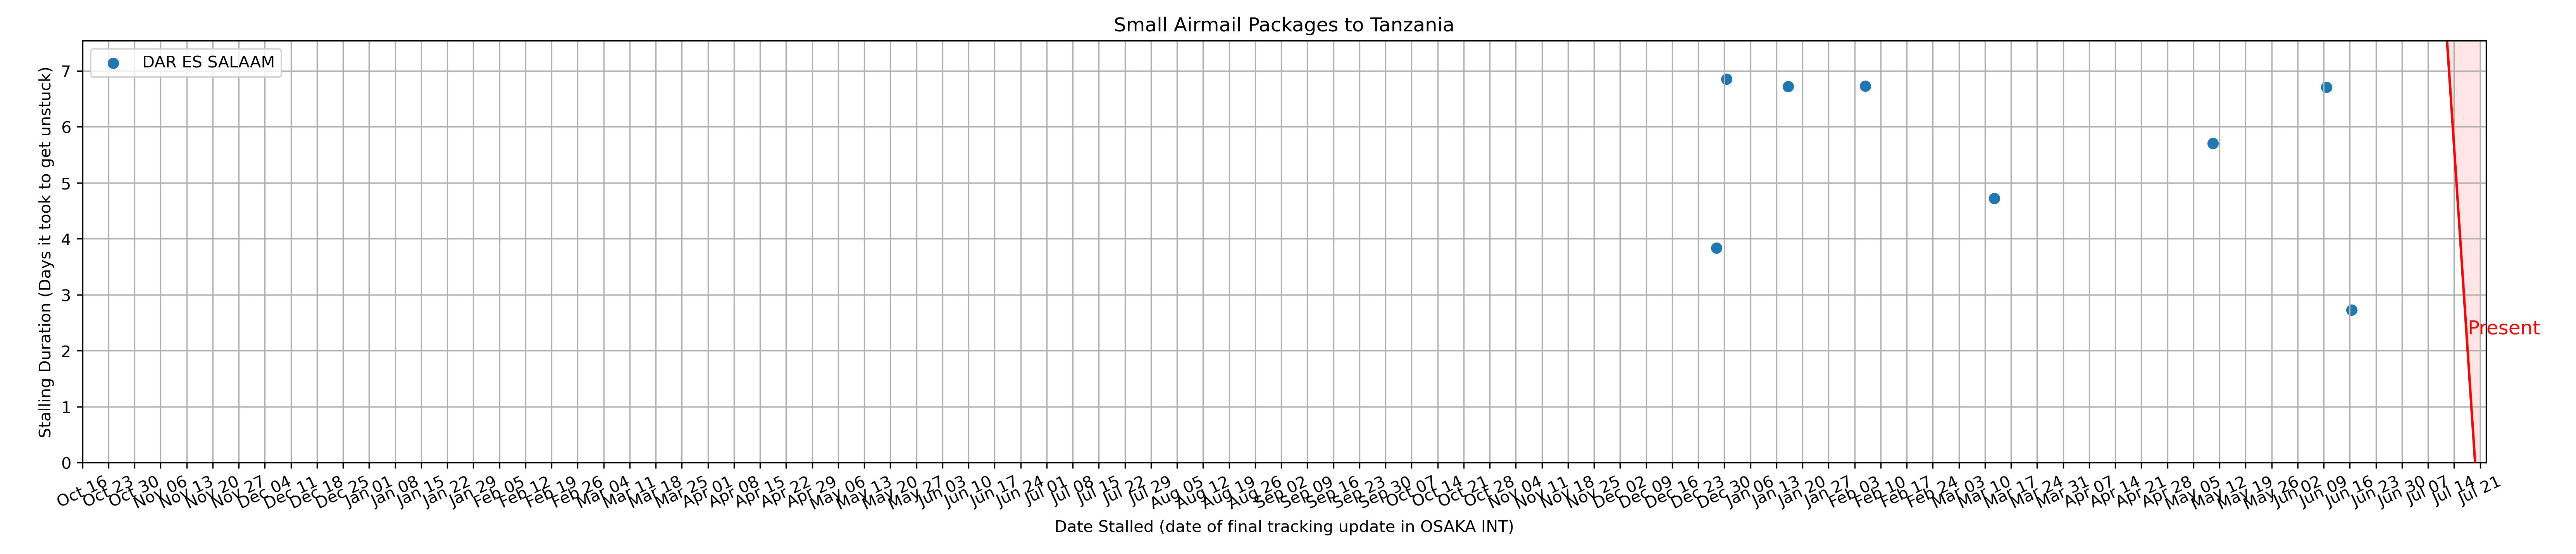 Small Airmail Packages to Tanzania
DAR ES SALAAM
Stalling Duration (Days it took to get unstuck)
7
6
5
4
3
2
1
0
Present
Oct 16 Oct 23 Oct 30 Nov 06 Nov 13 Nov 20 Nov 27 Dec 04 Dec 11 Dec 18 Dec 25 Jan 01 Jan 08 Jan 15 Jan 22 Jan 29 Feb 05 Feb 12 Feb 19 Feb 26 Mar 04 Mar 11 Mar 18 Mar 25 Apr 01 Apr 08 Apr 15 Apr 22 Apr 29 May 06 May 13 May 20 May 27 Jun 03 Jun 10 Jun 17 Jun 24 Jul 01 Jul 08 Jul 15 Jul 22 Jul 29 Aug 05 Aug 12 Aug 19 Aug 26 Sep 02 Sep 09 Sep 16 Sep 23 Sep 30 Oct 07 Oct 14 Oct 21 Oct 28 Nov 04 Nov 11 Nov 18 Nov 25 Dec 02 Dec 09 Dec 16 Dec 23 Dec 30 Jan 06 Jan 13 Jan 20 Jan 27 Feb 03 Feb 10 Feb 17 Feb 24 Mar 03 Mar 10 Mar 17 Mar 24 Mar 31 Apr 07 Apr 14 Apr 21 Apr 28 May 05 May 12 May 19 May 26 Jun 02 Jun 09 Jun 16 Jun 23 Jun 30 Jul 07 Jul 14 Jul 21
Date Stalled (date of final tracking update in OSAKA INT)